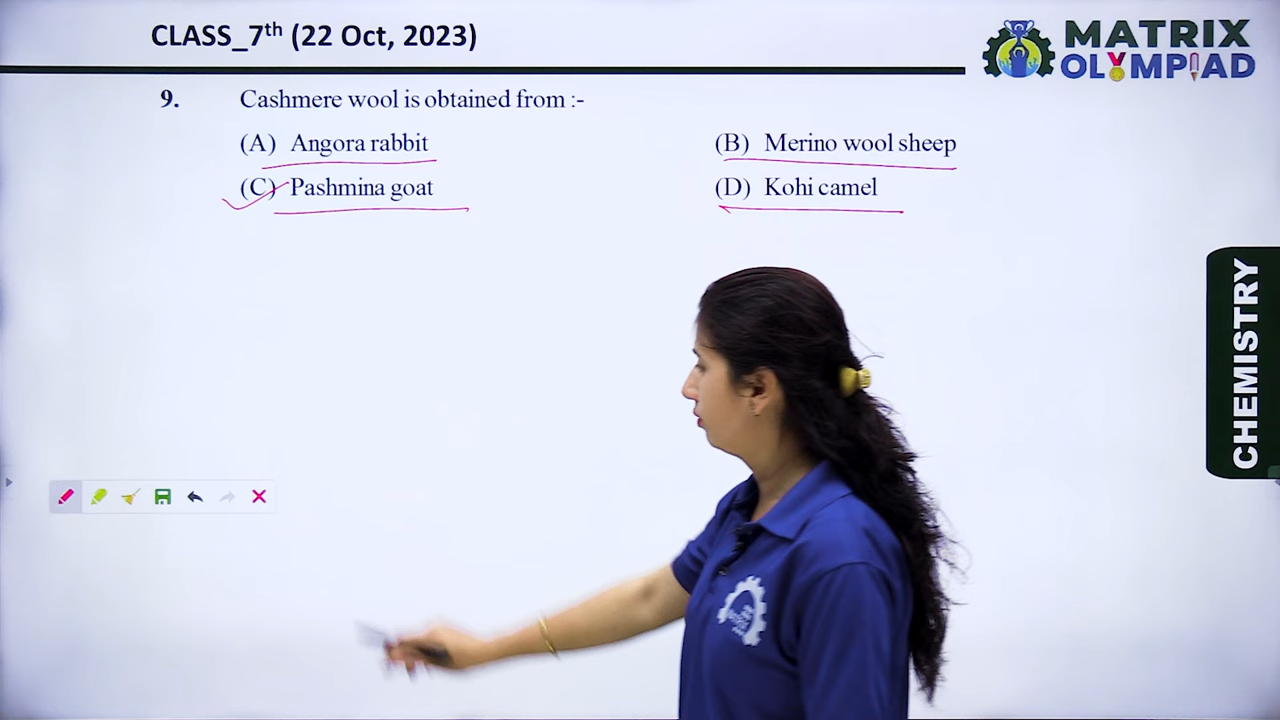 CLASS_7th (22 Oct, 2023)
MATRIX
OLYMPIAD
9. Cashmere wool is obtained from :-
(A) Angora rabbit (B) Merino wool sheep
(C) Pashmina goat (D) Kohi camel
CHEMISTRY